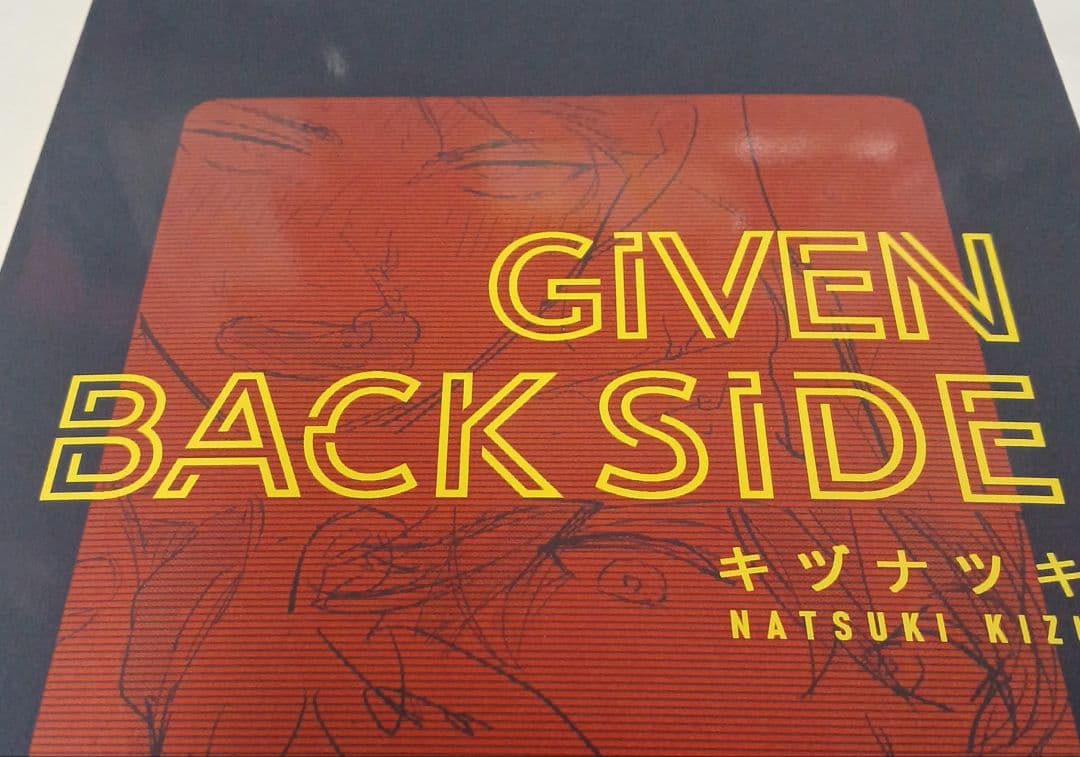 GIVEN
BACK SIDE
キヅナツキ
NATSUKI KIZ